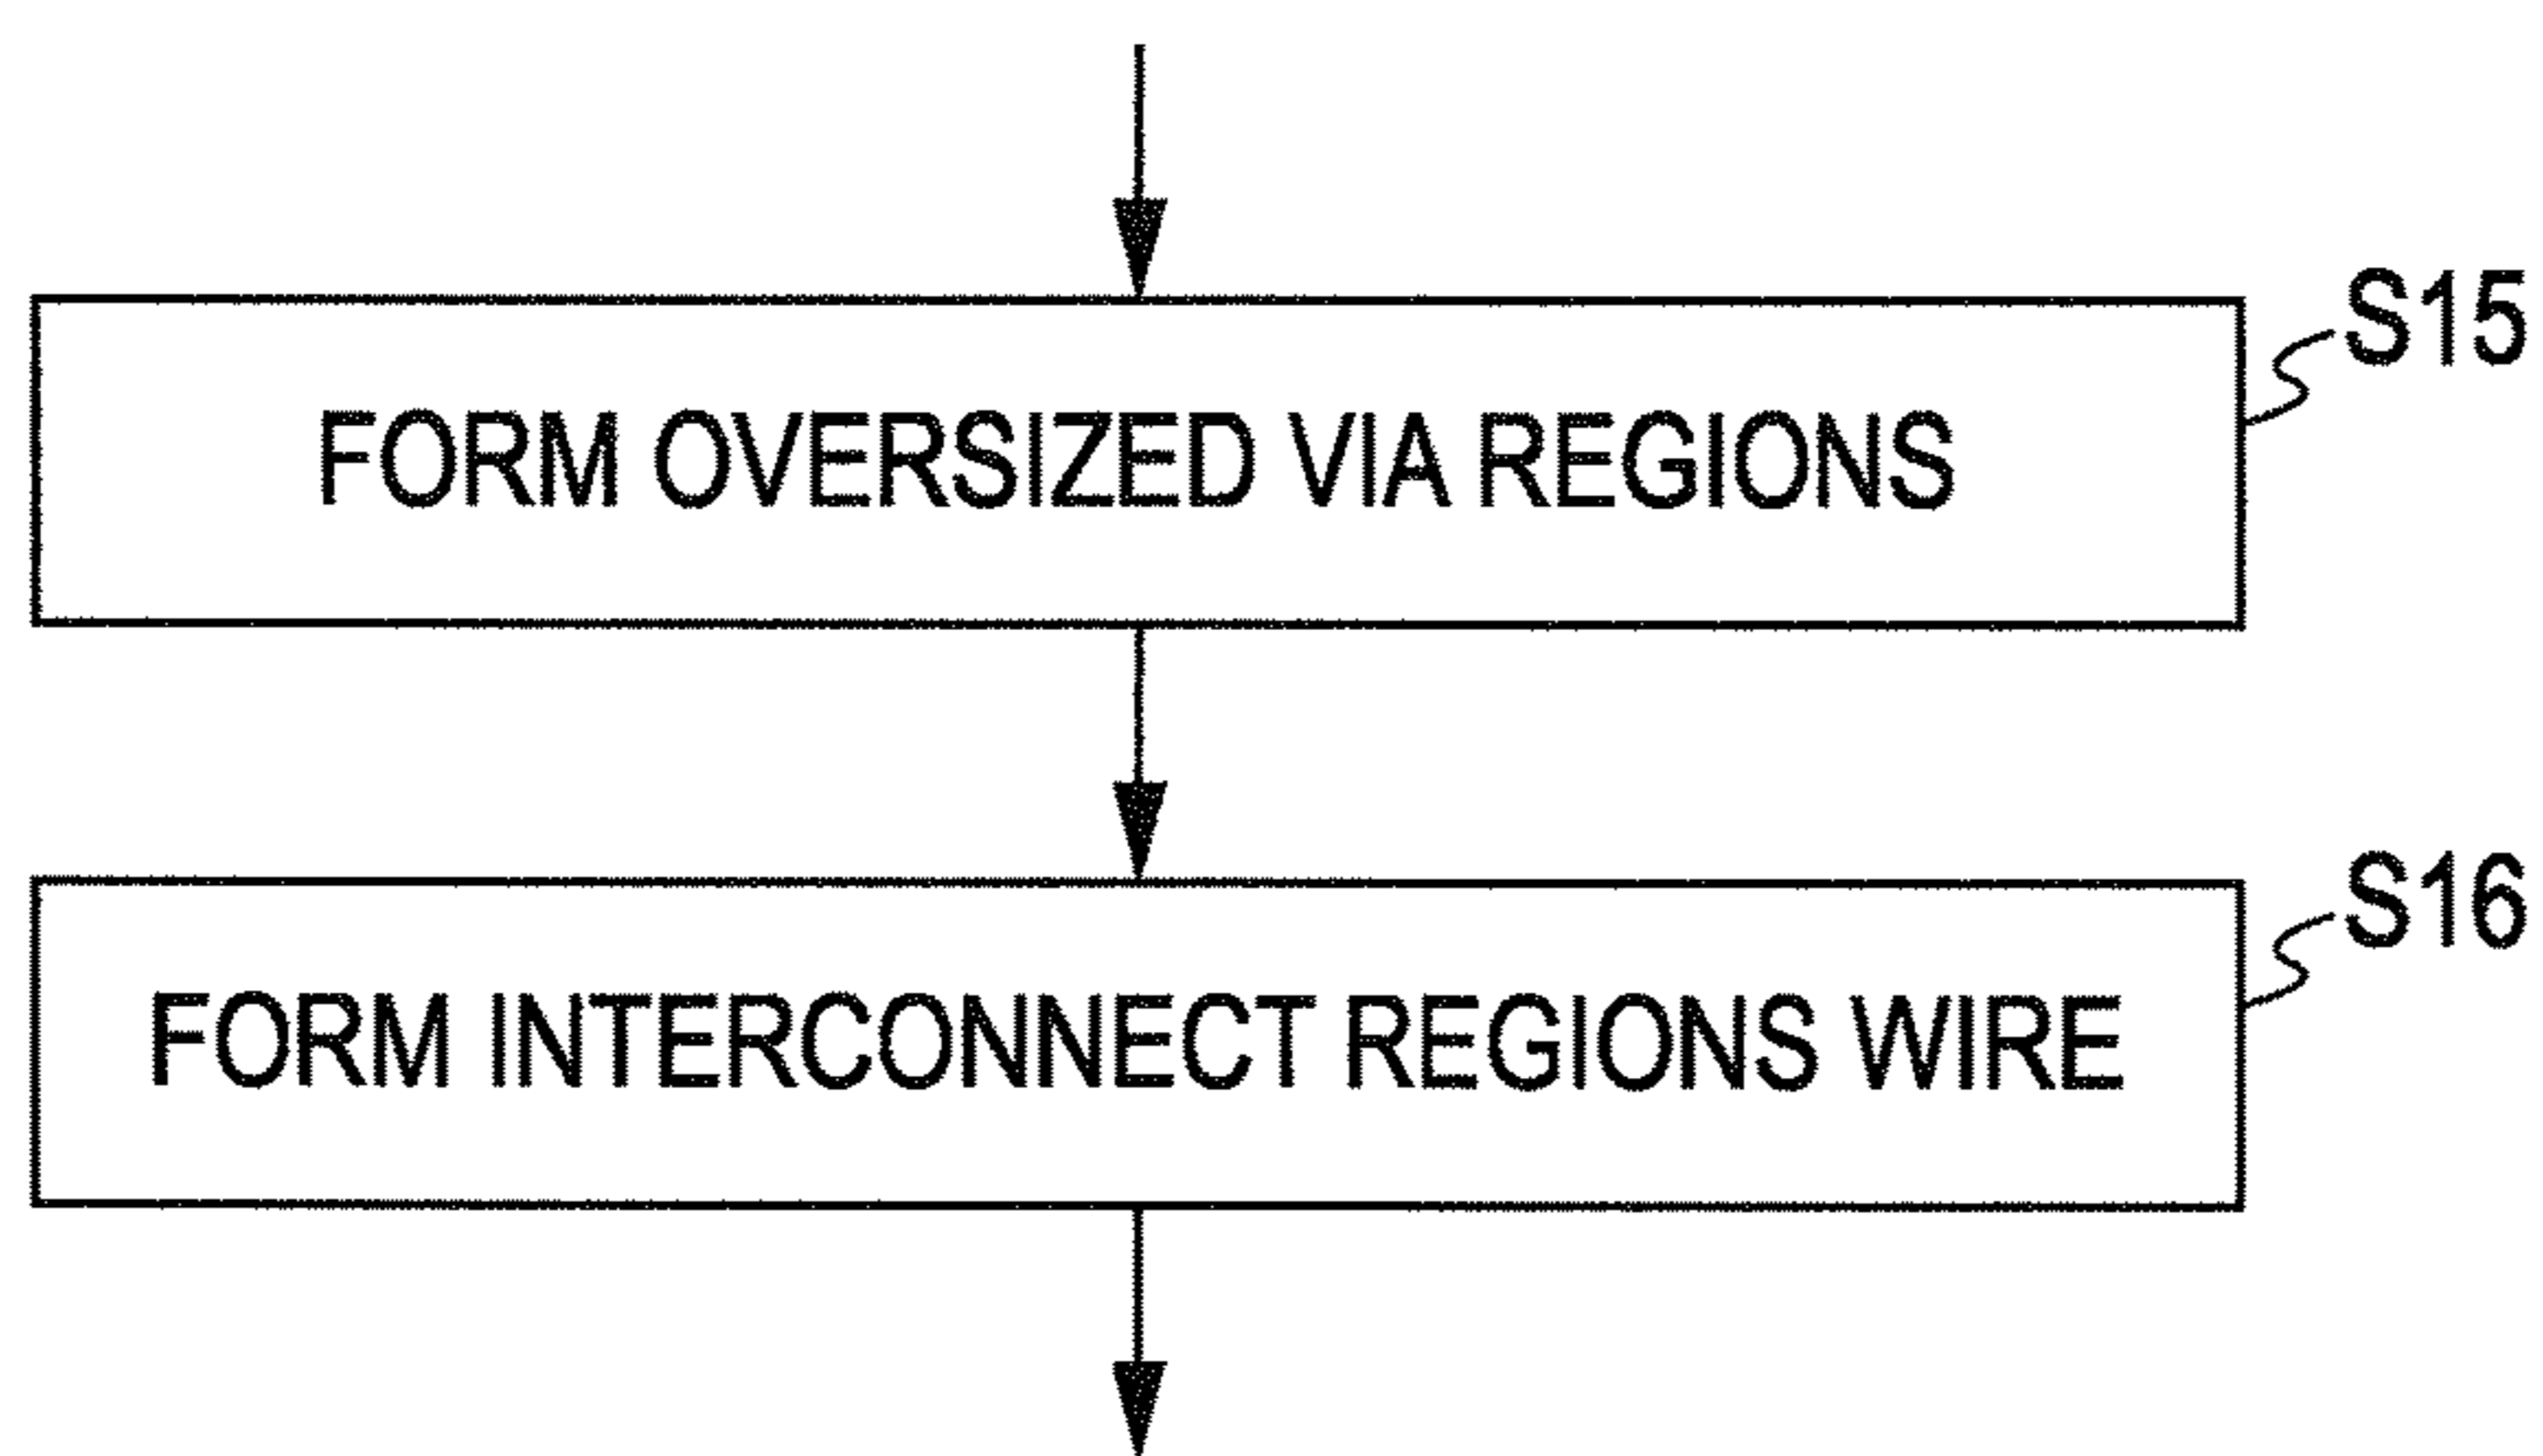 S15
FORM OVERSIZED VIA REGIONS
S16
FORM INTERCONNECT REGIONS WIRE